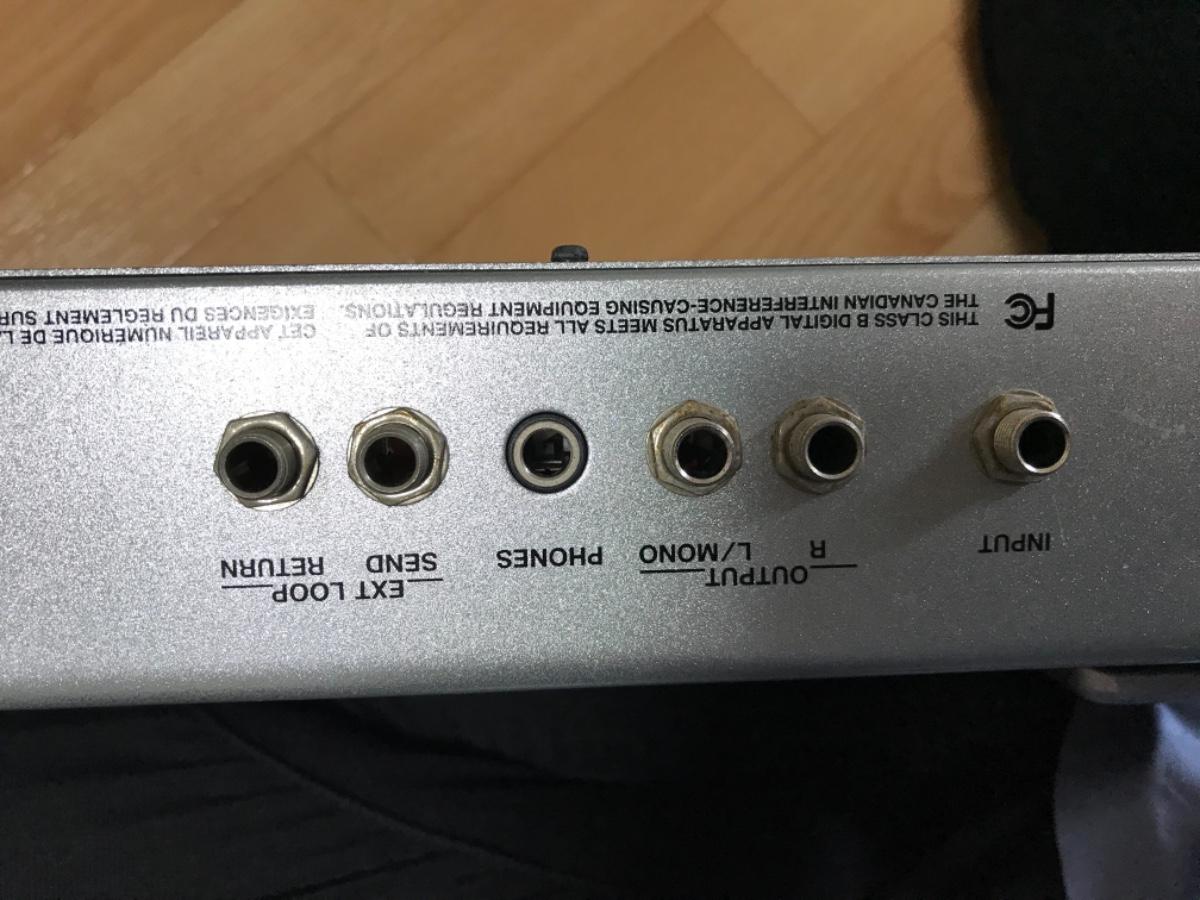 OUTPUT
EXT LOOP
INPUT
R
L/MONO
PHONES
SEND
RETURN
FC
THIS CLASS B DIGITAL APPARATUS MEETS ALL REQUIREMENTS OF
THE CANADIAN INTERFERENCE-CAUSING EQUIPMENT REGULATIONS.
CET APPAREIL NUMERIQUE DE
EXIGENCES DU REGLEMENT SUR